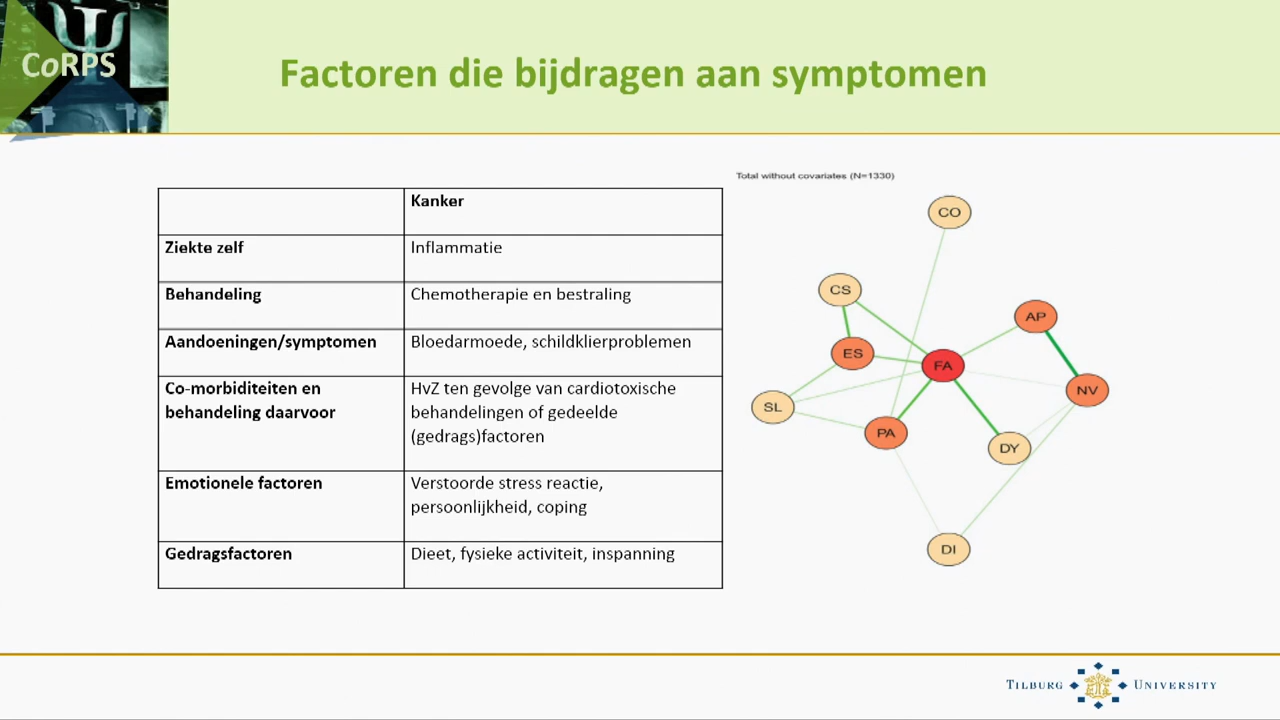 CoRPS
Factoren die bijdragen aan symptomen
Kanker
Ziekte zelf
Inflammatie
Behandeling
Chemotherapie en bestraling
Aandoeningen/symptomen
Bloedarmoede, schildklierproblemen
Co-morbiditeiten en
behandeling daarvoor
HvZ ten gevolge van cardiotoxische
behandelingen of gedeelde
(gedrags)factoren
Emotionele factoren
Verstoorde stress reactie,
persoonlijkheid, coping
Gedragsfactoren
Dieet, fysieke activiteit, inspanning
Total without covariates (N=1330)
CO
CS
AP
ES
FA
NV
SL
PA
DY
DI
TILBURG UNIVERSITY